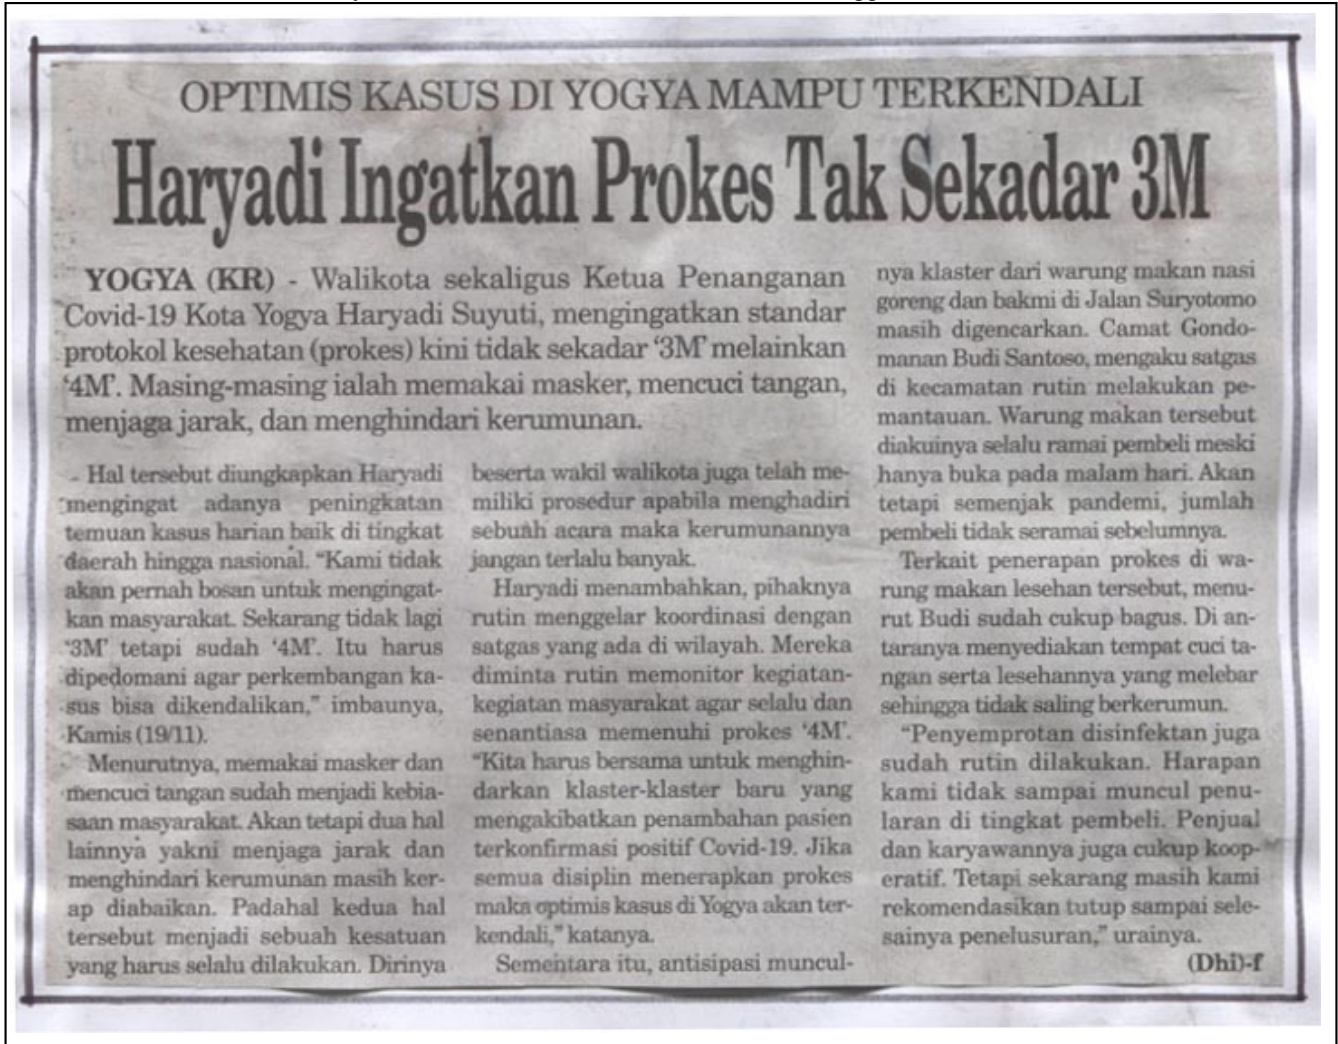 OPTIMIS KASUS DI YOGYA MAMPU TERKENDALI
Haryadi Ingatkan Prokes Tak Sekadar 3M
YOGYA (KR) - Walikota sekaligus Ketua Penanganan
Covid-19 Kota Yogya Haryadi Suyuti, mengingatkan standar
protokol kesehatan (prokes) kini tidak sekadar '3M' melainkan
'4M'. Masing-masing ialah memakai masker, mencuci tangan,
menjaga jarak, dan menghindari kerumunan.
Hal tersebut diungkapkan Haryadi
mengingat adanya peningkatan
temuan kasus harian baik di tingkat
daerah hingga nasional. "Kami tidak
akan pernah bosan untuk mengingat-
kan masyarakat. Sekarang tidak lagi
'3M' tetapi sudah '4M'. Itu harus
dipedomani agar perkembangan ka-
sus bisa dikendalikan," imbaunya,
Kamis (19/11).
Menurutnya, memakai masker dan
mencuci tangan sudah menjadi kebia-
saan masyarakat. Akan tetapi dua hal
lainnya yakni menjaga jarak dan
menghindari kerumunan masih ker-
ap diabaikan. Padahal kedua hal
tersebut menjadi sebuah kesatuan
yang harus selalu dilakukan. Dirinya
beserta wakil walikota juga telah me-
miliki prosedur apabila menghadiri
sebuah acara maka kerumunannya
jangan terlalu banyak.
Haryadi menambahkan, pihaknya
rutin menggelar koordinasi dengan
satgas yang ada di wilayah. Mereka
diminta rutin memonitor kegiatan-
kegiatan masyarakat agar selalu dan
senantiasa memenuhi prokes '4M'.
"Kita harus bersama untuk menghin-
darkan klaster-klaster baru yang
mengakibatkan penambahan pasien
terkonfirmasi positif Covid-19. Jika
semua disiplin menerapkan prokes
maka optimis kasus di Yogya akan ter-
kendali," katanya.
Sementara itu, antisipasi muncul-
nya klaster dari warung makan nasi
goreng dan bakmi di Jalan Suryotomo
masih digencarkan. Camat Gondo-
manan Budi Santoso, mengaku satgas
di kecamatan rutin melakukan pe-
mantauan. Warung makan tersebut
diakuinya selalu ramai pembeli meski
hanya buka pada malam hari. Akan
tetapi semenjak pandemi, jumlah
pembeli tidak seramai sebelumnya.
Terkait penerapan prokes di wa-
rung makan lesehan tersebut, menu-
rut Budi sudah cukup bagus. Di an-
taranya menyediakan tempat cuci ta-
ngan serta lesehannya yang melebar
sehingga tidak saling berkerumun.
"Penyemprotan disinfektan juga
sudah rutin dilakukan. Harapan
kami tidak sampai muncul penu-
laran di tingkat pembeli. Penjual
dan karyawannya juga cukup koop-
eratif. Tetapi sekarang masih kami
rekomendasikan tutup sampai sele-
sainya penelusuran," urainya.
(Dhi)-f